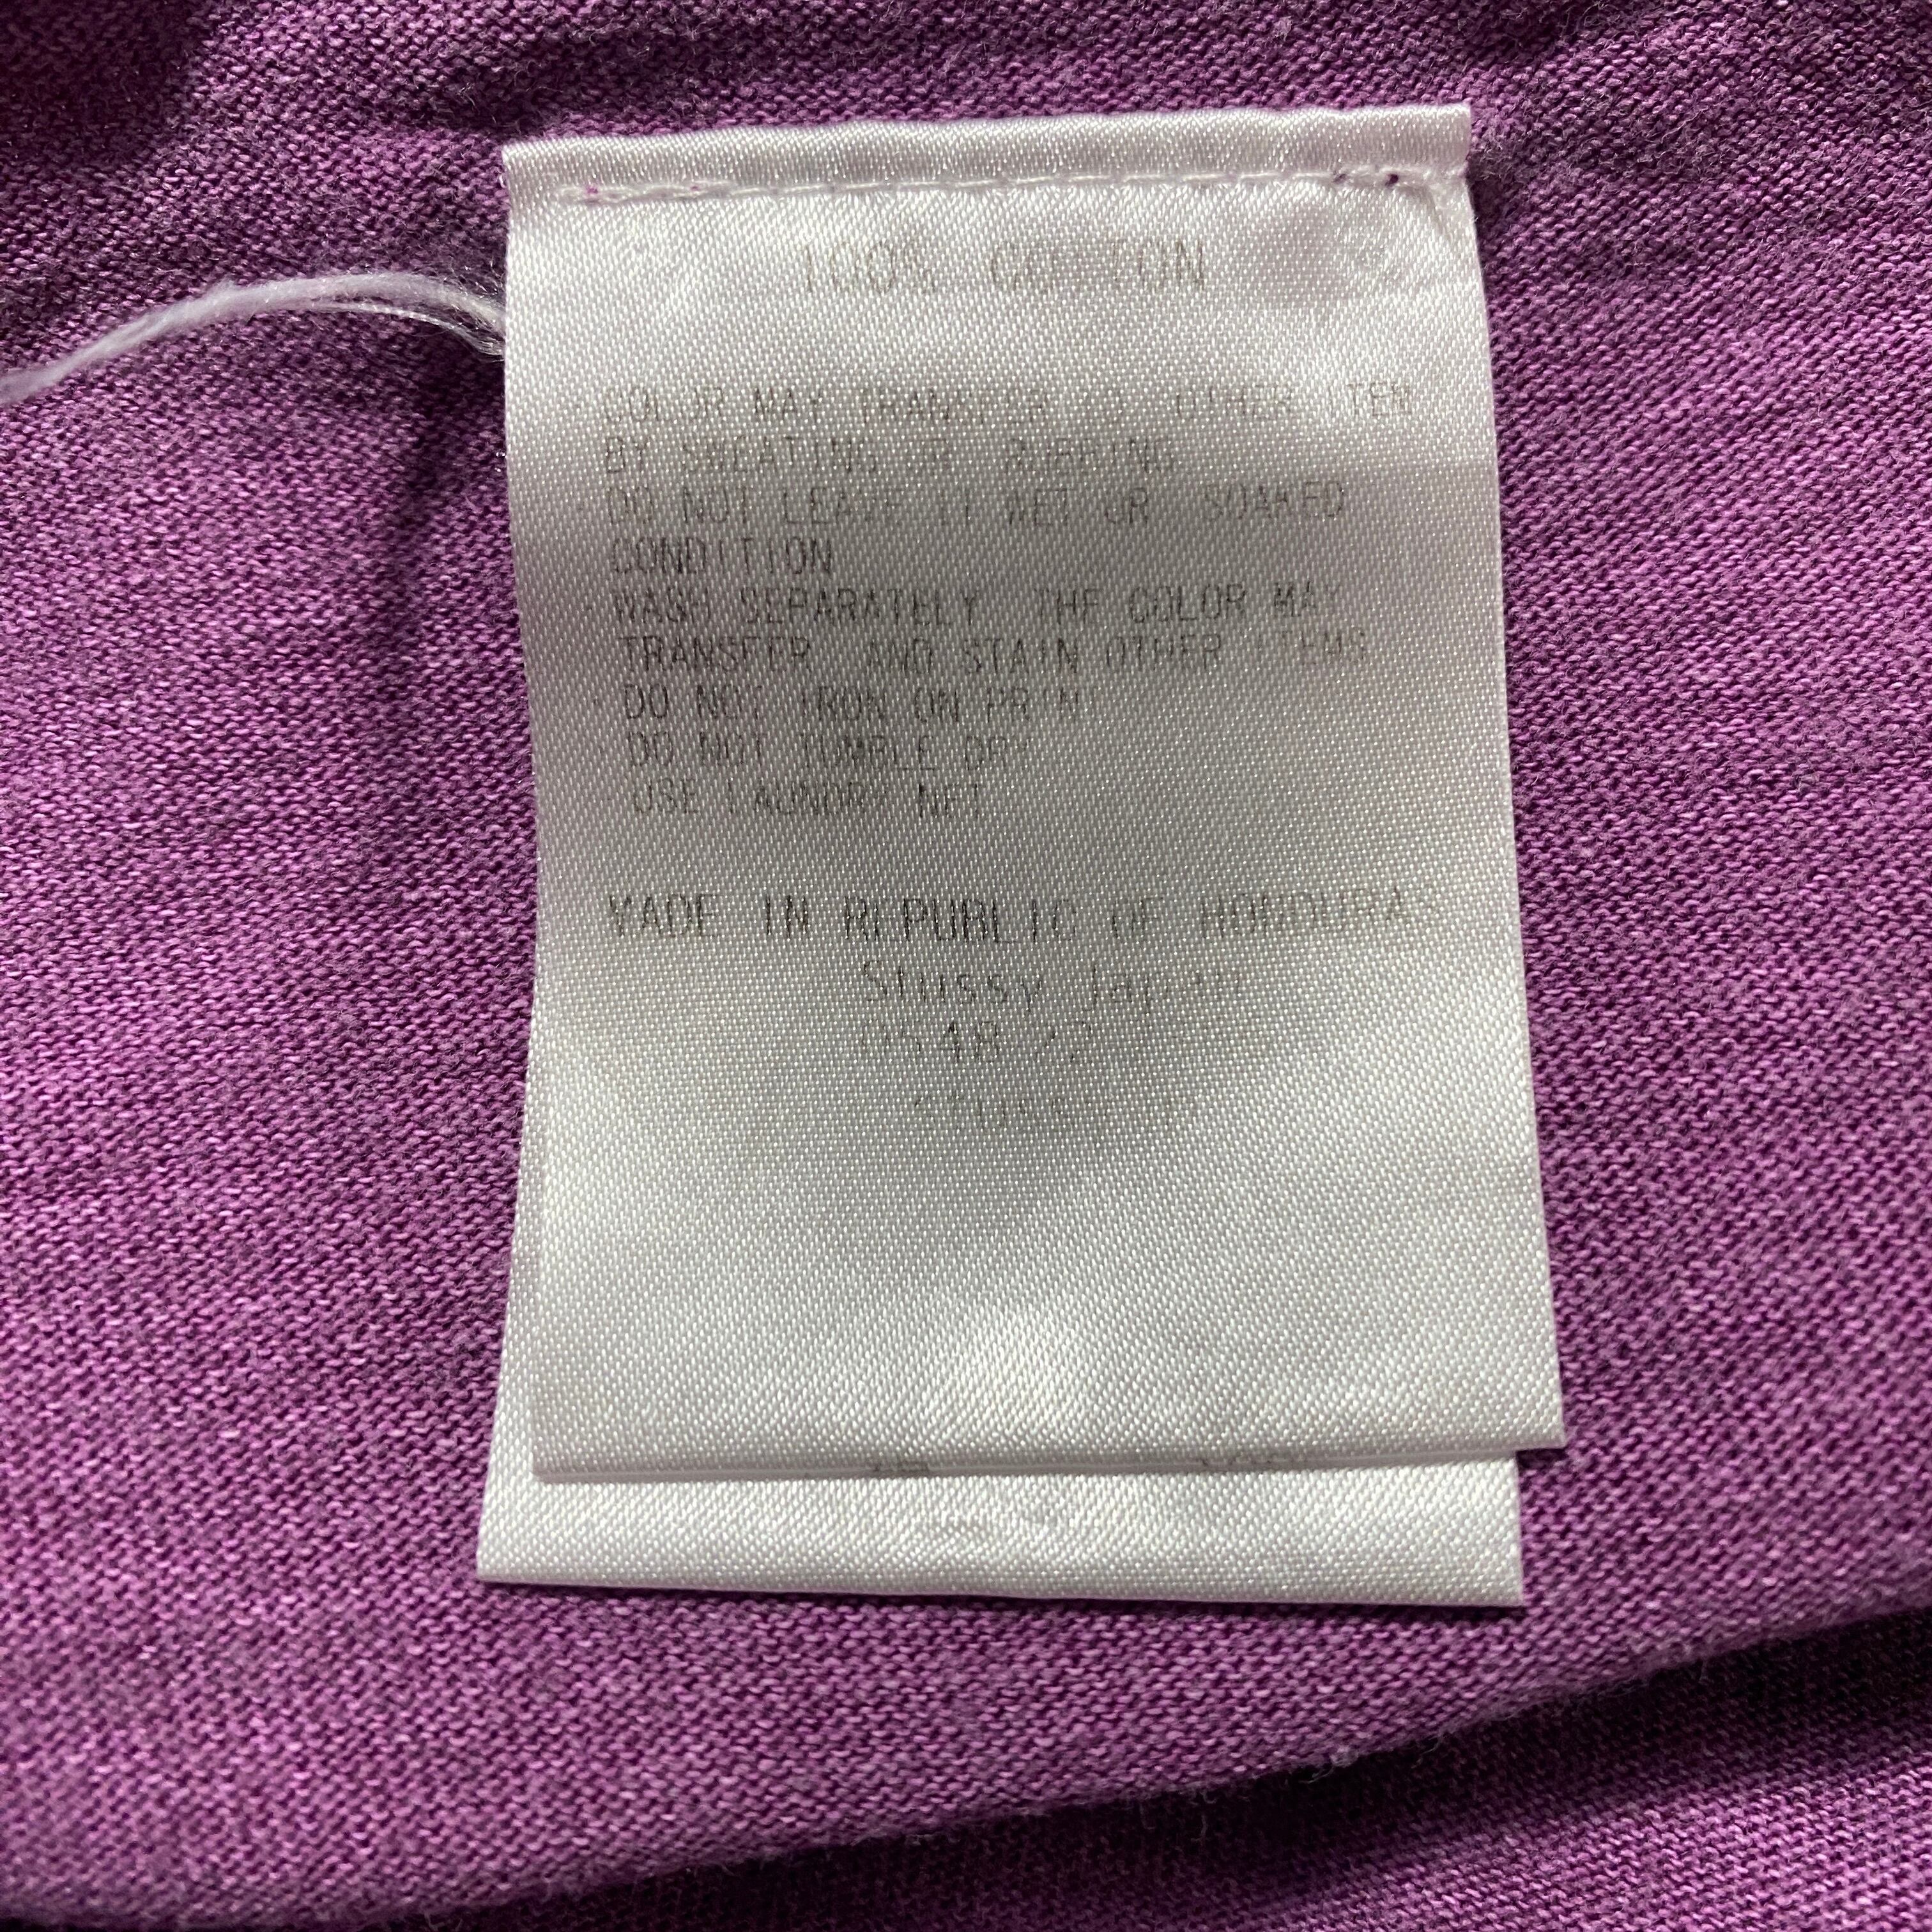 100% COTTON
COLOR MAY TRANSFER TO OTHER ITEM
BY SWEATING OR RUBBING
DO NOT LEAVE IT WET OR SOAKED
CONDITION
WASH SEPARATELY THE COLOR MAY
TRANSFER AND STAIN OTHER ITEMS
DO NOT IRON ON PRINT
DO NOT TUMBLE DRY
USE LAUNDRY NET
MADE IN REPUBLIC OF HONDURAS
Stussy Japan